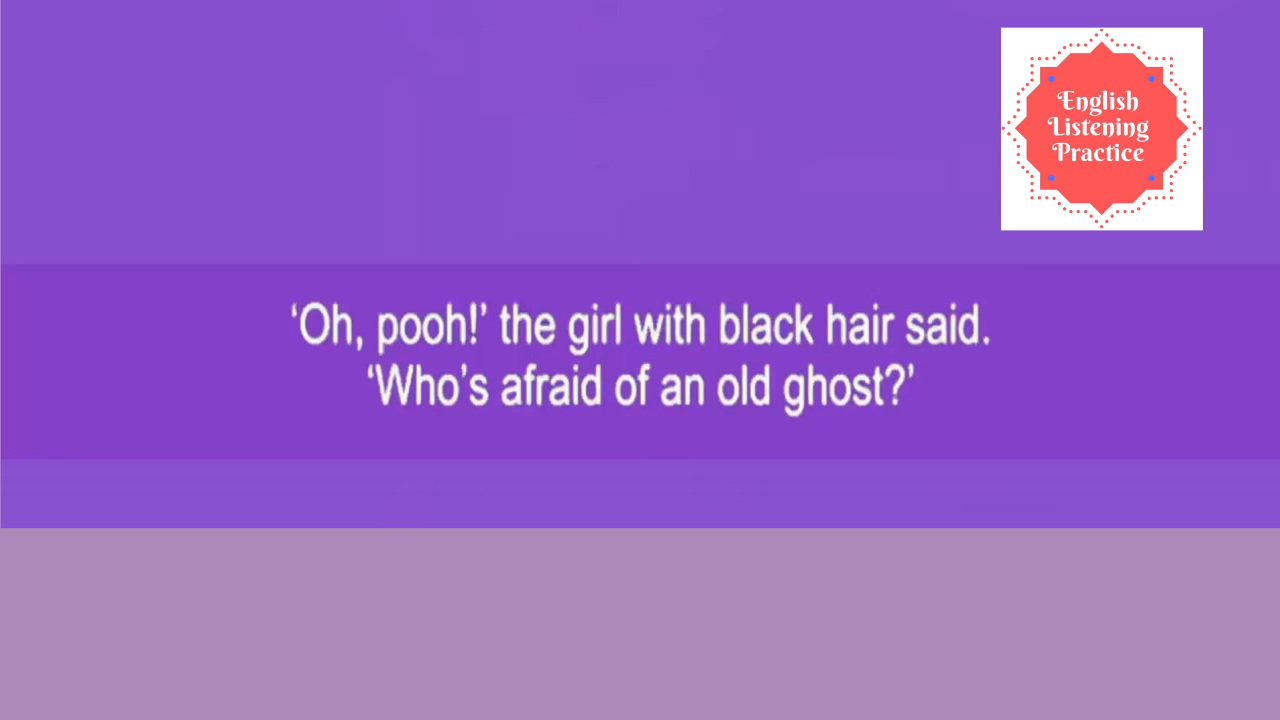 English
Listening
Practice
‘Oh, pooh!’ the girl with black hair said.
‘Who’s afraid of an old ghost?’